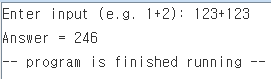 Enter input (e.g. 1+2): 123+123
Answer = 246
-- program is finished running --